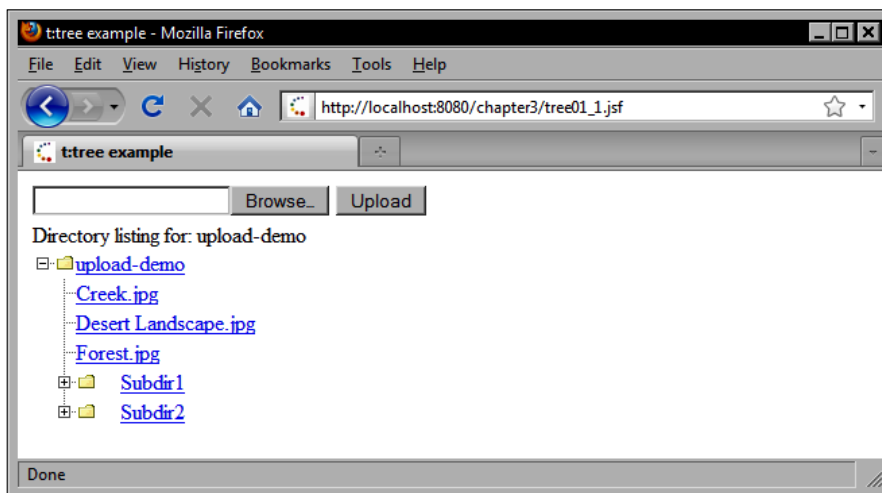 t:tree example - Mozilla Firefox
File Edit View History Bookmarks Tools Help
http://localhost:8080/chapter3/tree01_1.jsf
t:tree example
Browse… Upload
Directory listing for: upload-demo
upload-demo
Creek.jpg
Desert Landscape.jpg
Forest.jpg
Subdir1
Subdir2
Done